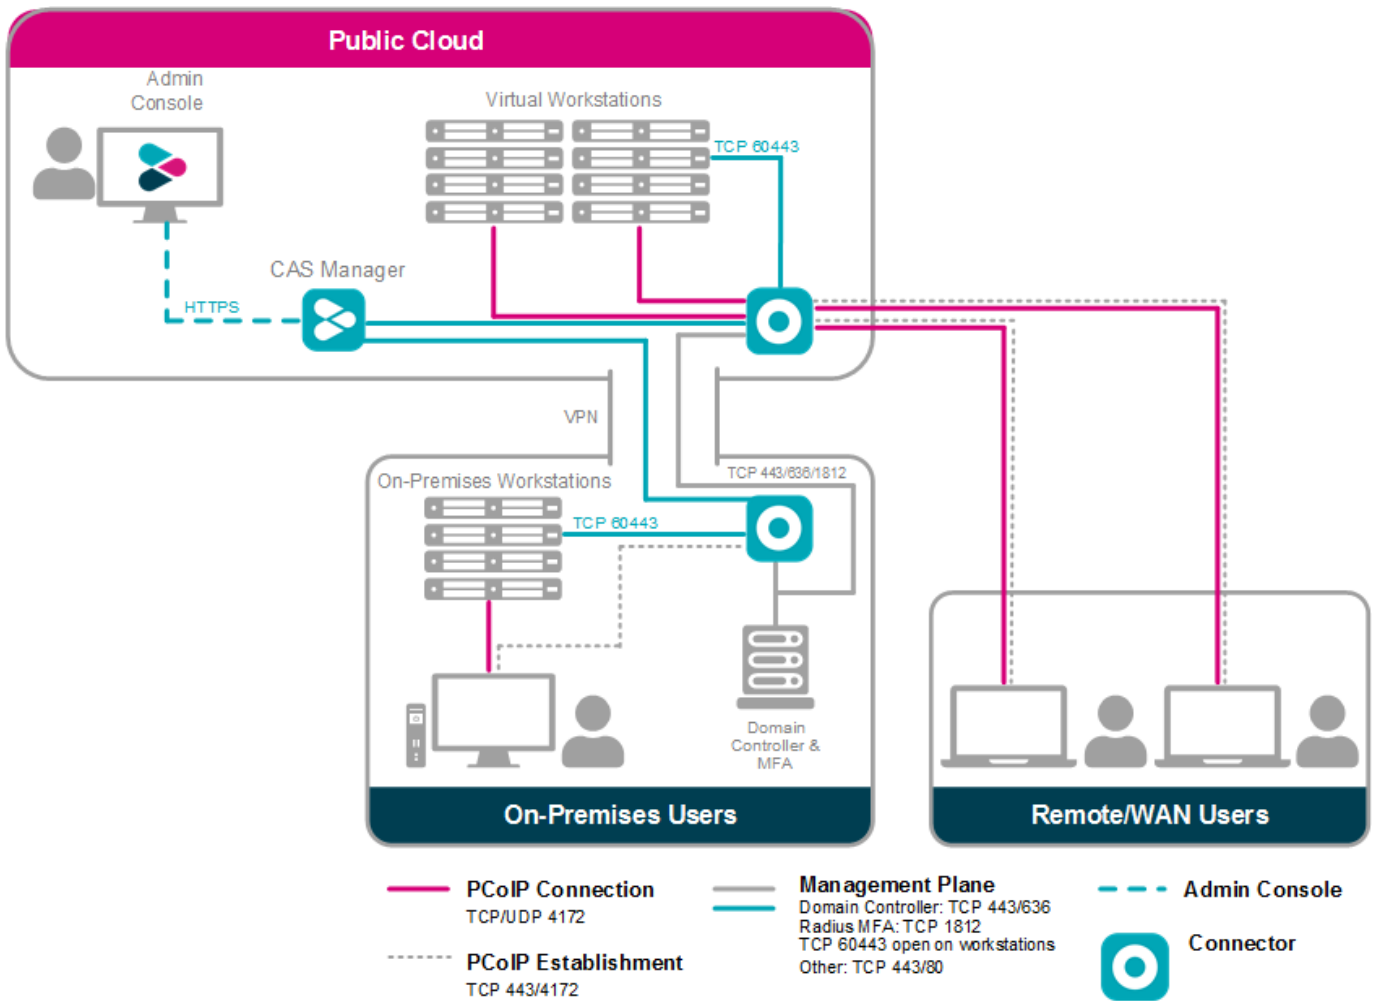 Public Cloud
Admin
Console
Virtual Workstations
TCP 60443
CAS Manager
HTTPS
VPN
TCP 443/636/1812
On-Premises Workstations
TCP 60443
Domain
Controller &
MFA
On-Premises Users
Remote/WAN Users
PCoIP Connection
TCP/UDP 4172
PCoIP Establishment
TCP 443/4172
Management Plane
Domain Controller: TCP 443/636
Radius MFA: TCP 1812
TCP 60443 open on workstations
Other: TCP 443/80
Admin Console
Connector